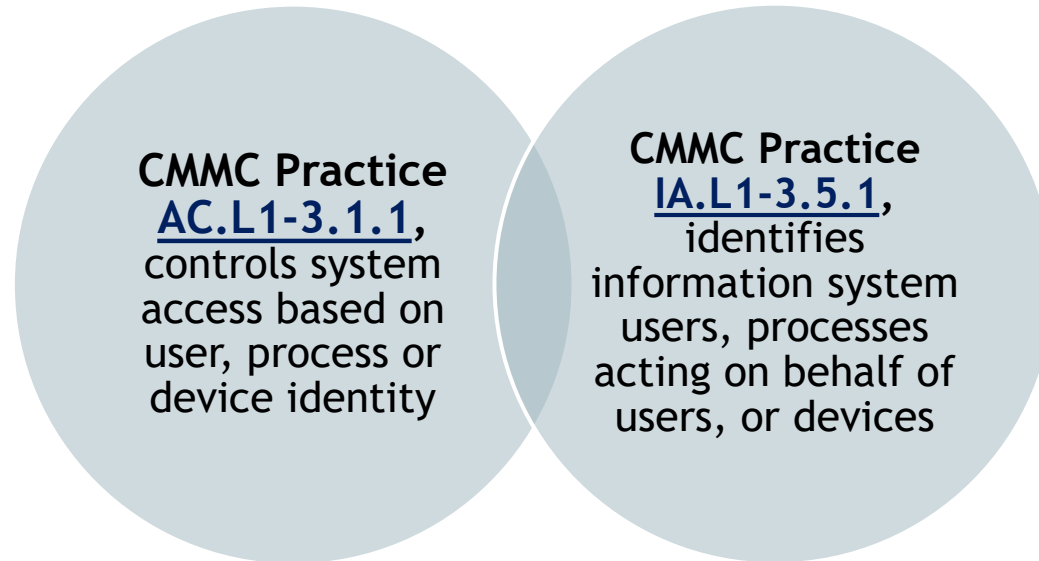 CMMC Practice
AC.L1-3.1.1,
controls system
access based on
user, process or
device identity
CMMC Practice
IA.L1-3.5.1,
identifies
information system
users, processes
acting on behalf of
users, or devices